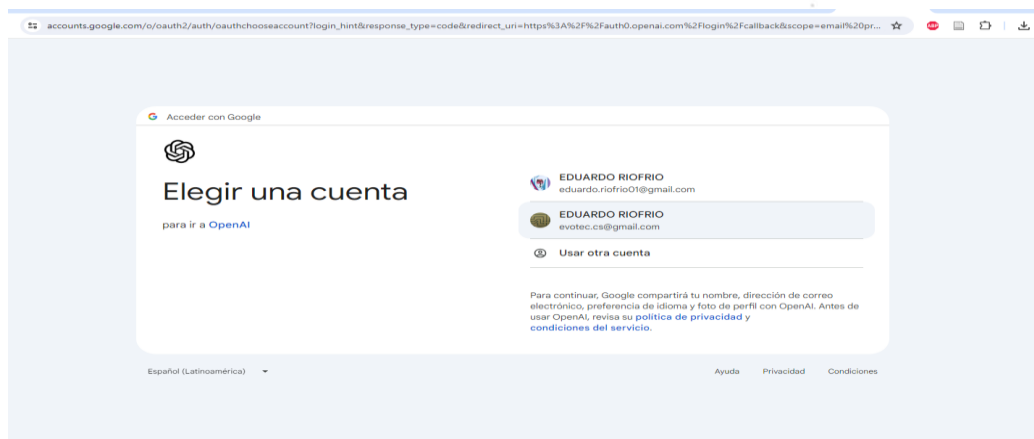 accounts.google.com/o/oauth2/auth/oauthchooseaccount?login_hint&response_type=code&redirect_uri=https%3A%2F%2Fauth0.openai.com%2Flogin%2Fcallback&scope=email%20pr...
ABP
Acceder con Google
Elegir una cuenta
para ir a OpenAI
EDUARDO RIOFRIO
eduardo.riofrio01@gmail.com
EDUARDO RIOFRIO
evotec.cs@gmail.com
Usar otra cuenta
Para continuar, Google compartirá tu nombre, dirección de correo
electrónico, preferencia de idioma y foto de perfil con OpenAI. Antes de
usar OpenAI, revisa su política de privacidad y
condiciones del servicio.
Español (Latinoamérica)
Ayuda Privacidad Condiciones